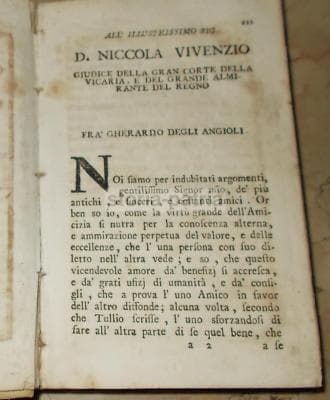 III
ALL' ILLUSTRISSIMO SIG.
D. NICCOLA VIVENZIO
GIUDICE DELLA GRAN CORTE DELLA
VICARIA, E DEL GRANDE ALMI-
RANTE DEL REGNO
FRA' GHERARDO DEGLI ANGIOLI.
NOi siamo per indubitati argomenti,
gentilissimo Signor mio, de' più
antichi, e sinceri, e costanti amici. Or
ben so io, come la virtù grande dell'Ami-
cizia si nutra per la conoscenza alterna,
e ammirazione perpetua del valore, e delle
eccellenze, che l' una persona con suo di-
letto nell' altra vede; e so, che questo
vicendevole amore da' benefizj si accresca,
e da' grati ufizj di umanità, e da' consi-
glj, che a prova l' uno Amico in favor
dell' altro diffonde; alcuna volta, secondo
che Tullio scrisse, l' uno sforzandosi di
fare all' altra parte di se quel bene, che
a 2 a se